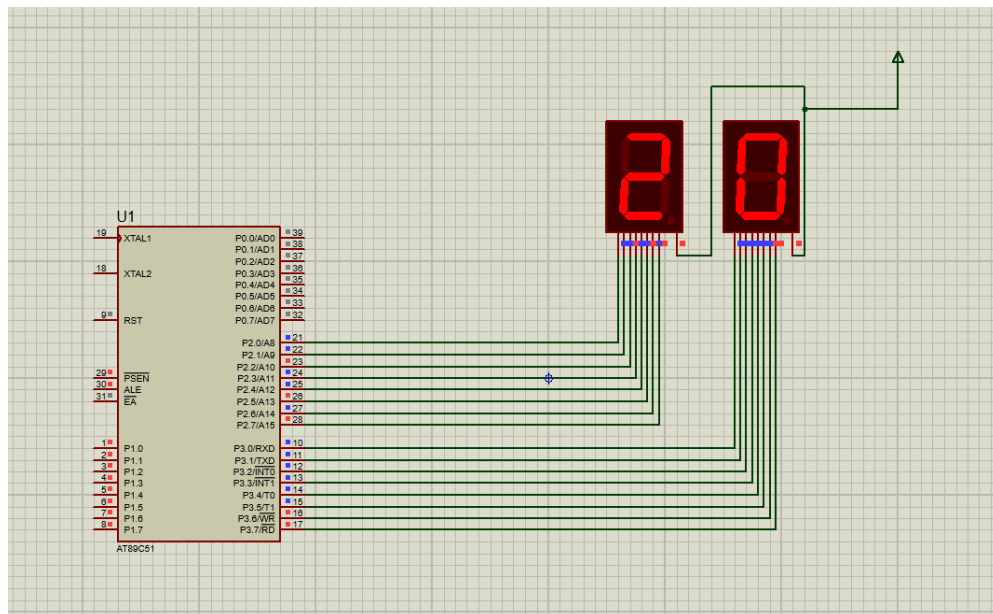 20
U1
19 XTAL1
18 XTAL2
9 RST
29 PSEN
30 ALE
31 EA
1 P1.0
2 P1.1
3 P1.2
4 P1.3
5 P1.4
6 P1.5
7 P1.6
8 P1.7
P0.0/AD0 39
P0.1/AD1 38
P0.2/AD2 37
P0.3/AD3 36
P0.4/AD4 35
P0.5/AD5 34
P0.6/AD6 33
P0.7/AD7 32
P2.0/A8 21
P2.1/A9 22
P2.2/A10 23
P2.3/A11 24
P2.4/A12 25
P2.5/A13 26
P2.6/A14 27
P2.7/A15 28
P3.0/RXD 10
P3.1/TXD 11
P3.2/INT0 12
P3.3/INT1 13
P3.4/T0 14
P3.5/T1 15
P3.6/WR 16
P3.7/RD 17
AT89C51